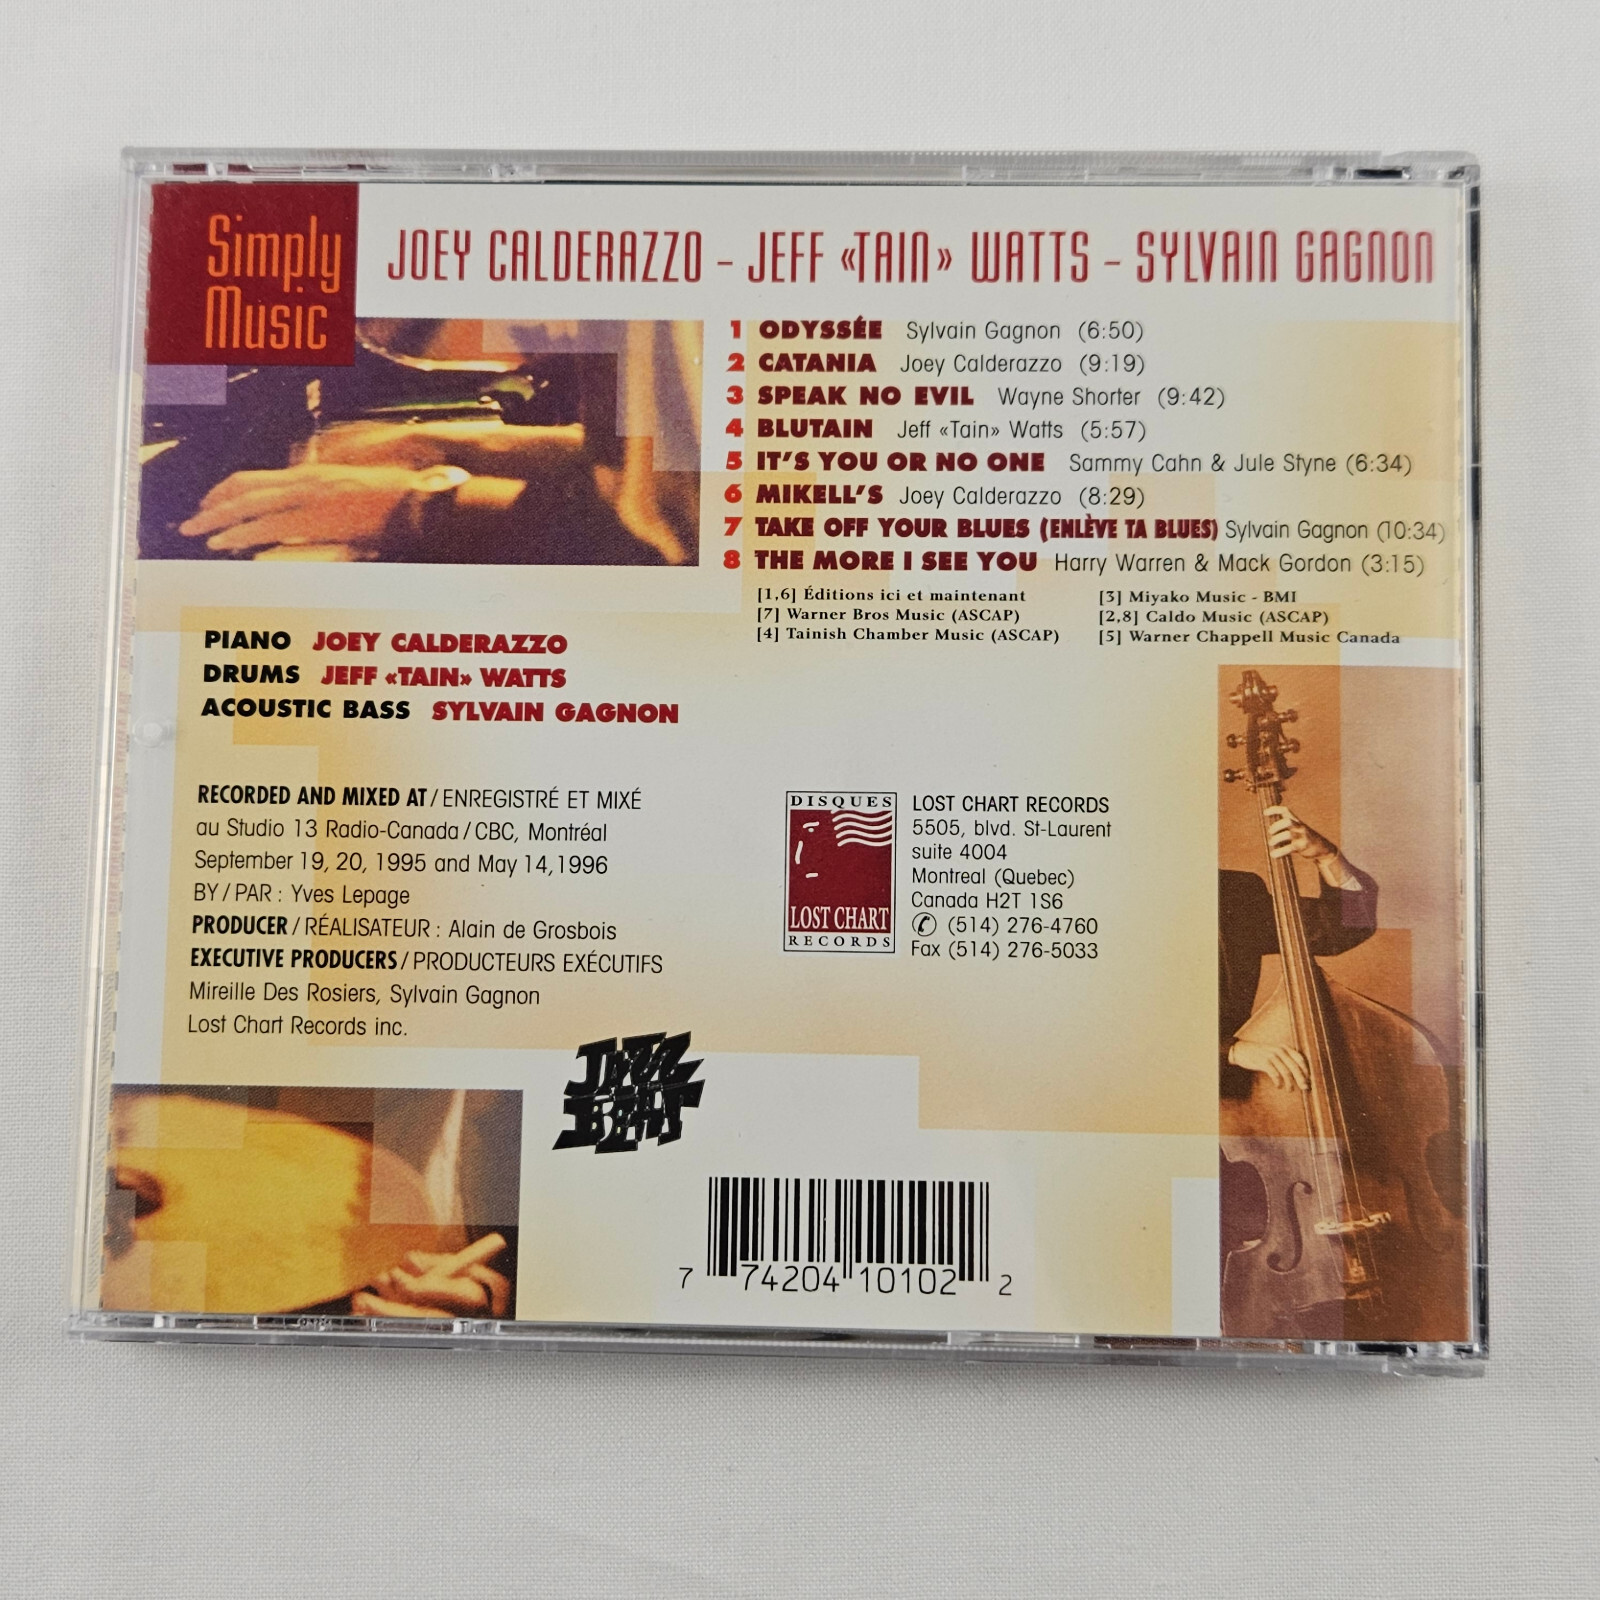 Simply
Music
JOEY CALDERAZZO – JEFF «TAIN» WATTS – SYLVAIN GAGNON
1 ODYSSÉE Sylvain Gagnon (6:50)
2 CATANIA Joey Calderazzo (9:19)
3 SPEAK NO EVIL Wayne Shorter (9:42)
4 BLUTAIN Jeff «Tain» Watts (5:57)
5 IT'S YOU OR NO ONE Sammy Cahn & Jule Styne (6:34)
6 MIKELL'S Joey Calderazzo (8:29)
7 TAKE OFF YOUR BLUES (ENLÈVE TA BLUES) Sylvain Gagnon (10:34)
8 THE MORE I SEE YOU Harry Warren & Mack Gordon (3:15)
[1,6] Éditions ici et maintenant
[7] Warner Bros Music (ASCAP)
[4] Tainish Chamber Music (ASCAP)
[3] Miyako Music - BMI
[2,8] Caldo Music (ASCAP)
[5] Warner Chappell Music Canada
PIANO JOEY CALDERAZZO
DRUMS JEFF «TAIN» WATTS
ACOUSTIC BASS SYLVAIN GAGNON
RECORDED AND MIXED AT / ENREGISTRÉ ET MIXÉ
au Studio 13 Radio-Canada / CBC, Montréal
September 19, 20, 1995 and May 14, 1996
BY / PAR : Yves Lepage
PRODUCER / RÉALISATEUR : Alain de Grosbois
EXECUTIVE PRODUCERS / PRODUCTEURS EXÉCUTIFS
Mireille Des Rosiers, Sylvain Gagnon
Lost Chart Records inc.
DISQUES
LOST CHART
RECORDS
LOST CHART RECORDS
5505, blvd. St-Laurent
suite 4004
Montreal (Quebec)
Canada H2T 1S6
✆ (514) 276-4760
Fax (514) 276-5033
JAZZ
BEAT
7 74204 10102 2